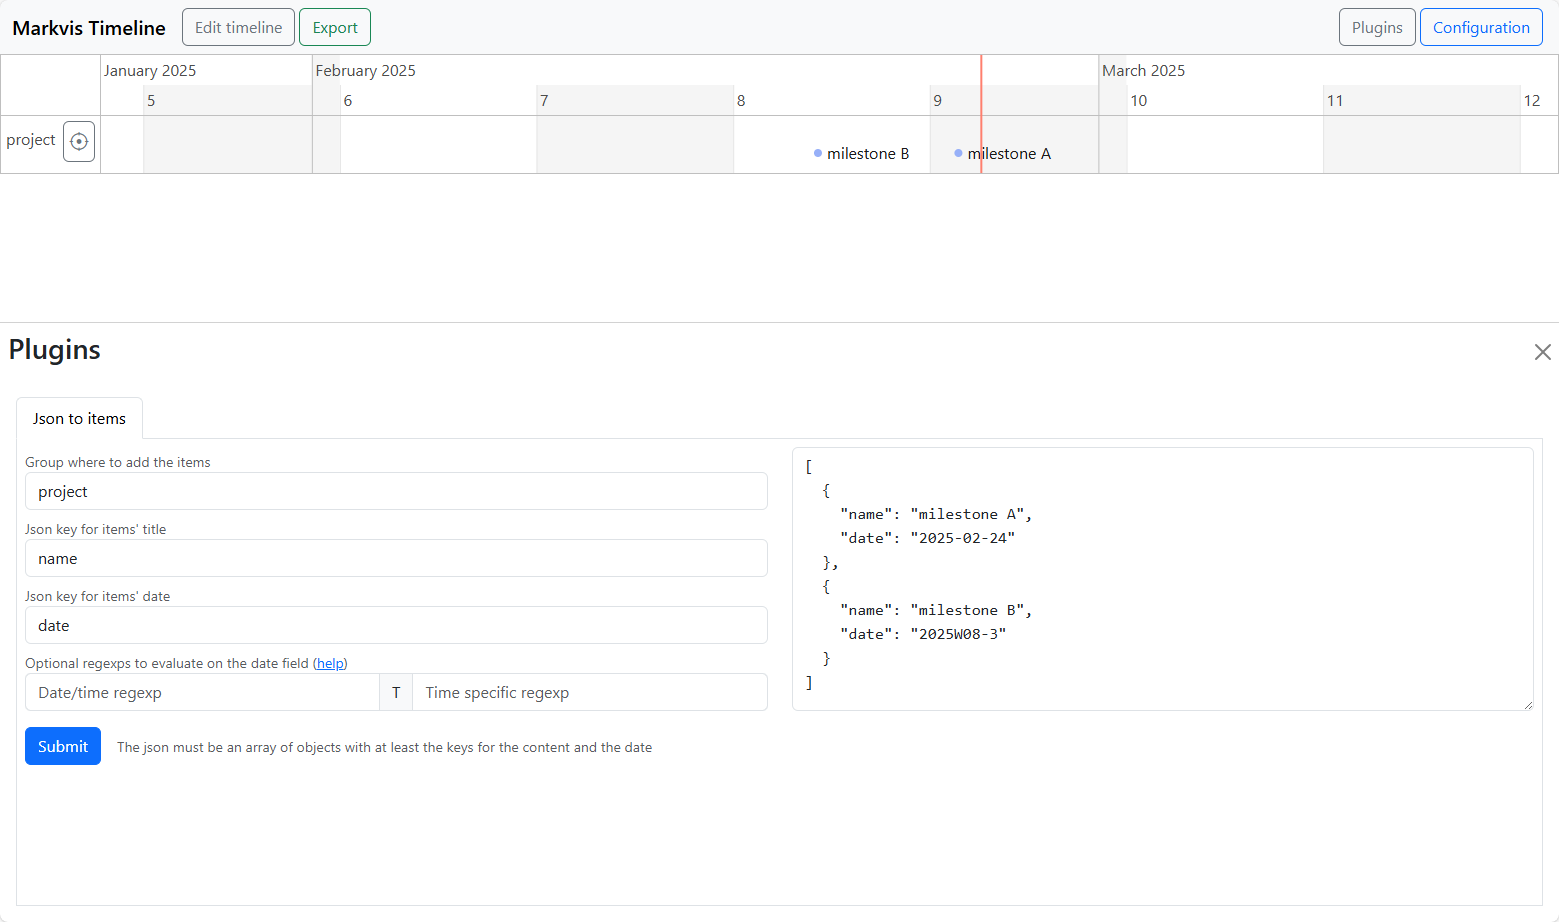 Markvis Timeline Edit timeline Export Plugins Configuration
January 2025 February 2025 March 2025
5 6 7 8 9 10 11 12
project
milestone B milestone A
Plugins
Json to items
Group where to add the items
project
Json key for items' title
name
Json key for items' date
date
Optional regexps to evaluate on the date field (help)
Date/time regexp T Time specific regexp
Submit The json must be an array of objects with at least the keys for the content and the date
[
  {
    "name": "milestone A",
    "date": "2025-02-24"
  },
  {
    "name": "milestone B",
    "date": "2025W08-3"
  }
]